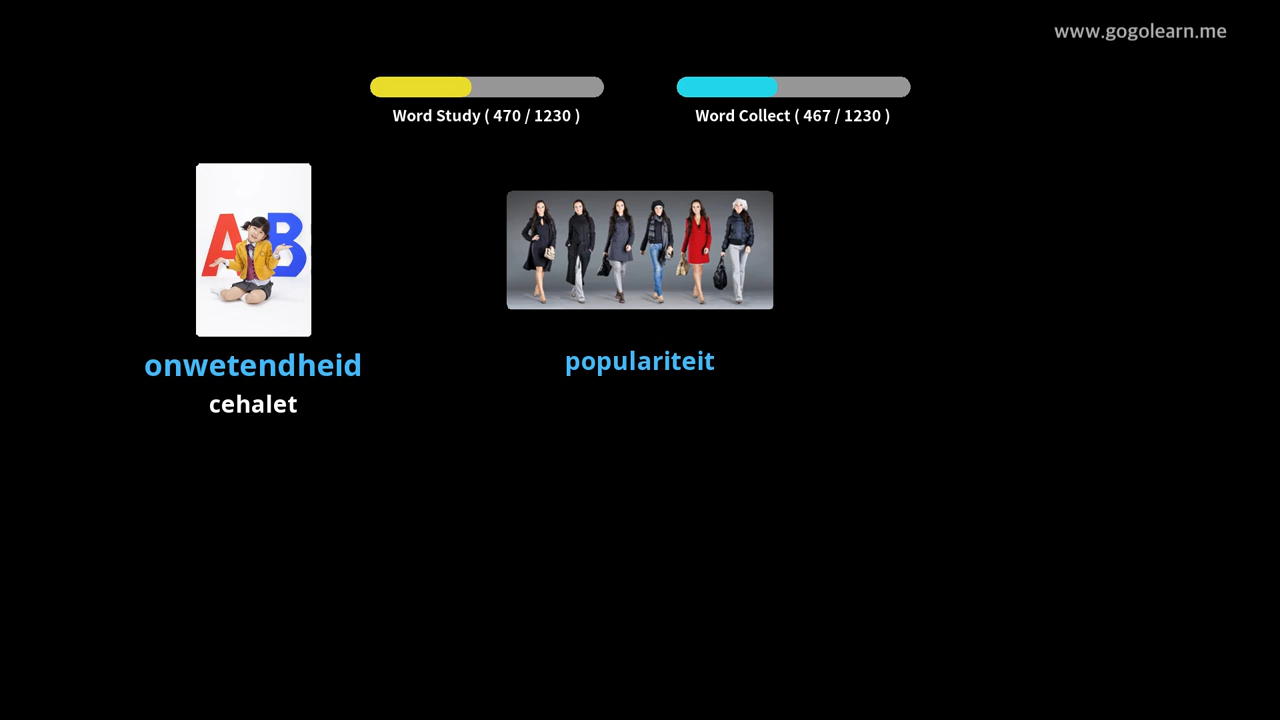 www.gogolearn.me
Word Study ( 470 / 1230 )
Word Collect ( 467 / 1230 )
A B
onwetendheid
cehalet
populariteit